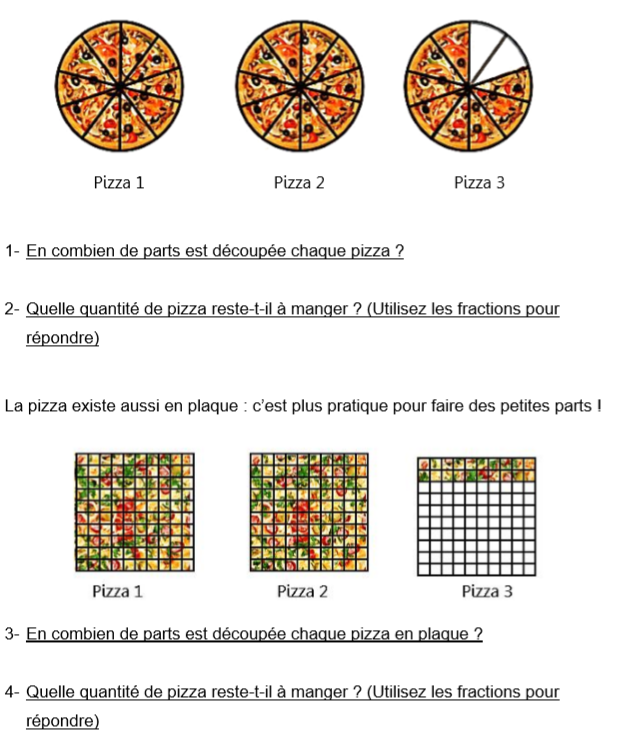 Pizza 1 Pizza 2 Pizza 3
1- En combien de parts est découpée chaque pizza ?
2- Quelle quantité de pizza reste-t-il à manger ? (Utilisez les fractions pour
répondre)
La pizza existe aussi en plaque : c'est plus pratique pour faire des petites parts !
Pizza 1 Pizza 2 Pizza 3
3- En combien de parts est découpée chaque pizza en plaque ?
4- Quelle quantité de pizza reste-t-il à manger ? (Utilisez les fractions pour
répondre)